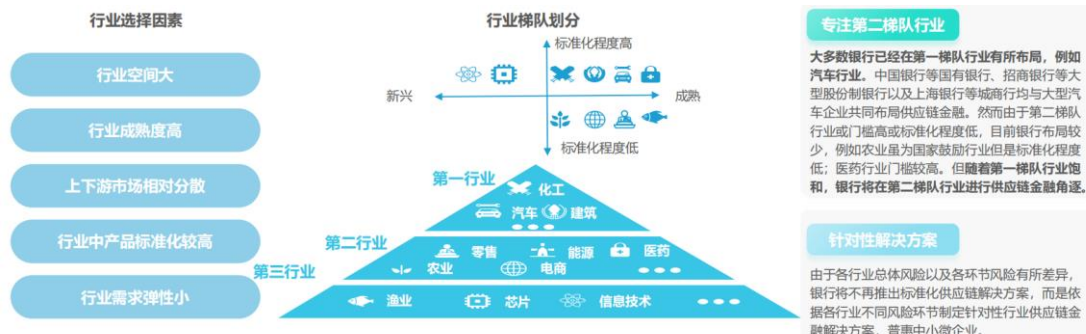 行业选择因素
行业空间大
行业成熟度高
上下游市场相对分散
行业中产品标准化较高
行业需求弹性小
行业梯队划分
标准化程度高
新兴
成熟
标准化程度低
第一行业
化工
汽车
建筑
第二行业
零售
能源
医药
农业
电商
第三行业
渔业
芯片
信息技术
专注第二梯队行业
大多数银行已经在第一梯队行业有所布局，例如
汽车行业。中国银行等国有银行、招商银行等大
型股份制银行以及上海银行等城商行均与大型汽
车企业共同布局供应链金融。然而由于第二梯队
行业或门槛高或标准化程度低，目前银行布局较
少，例如农业虽为国家鼓励行业但是标准化程度
低；医药行业门槛较高。但随着第一梯队行业饱
和，银行将在第二梯队行业进行供应链金融角逐。
针对性解决方案
由于各行业总体风险以及各环节风险有所差异，
银行将不再推出标准化供应链解决方案，而是依
据各行业不同风险环节制定针对性行业供应链金
融解决方案，普惠中小微企业。